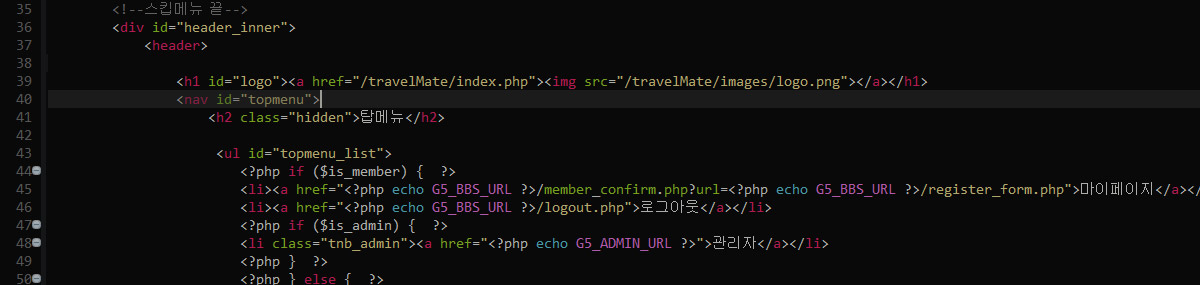 35 <!--스킵메뉴 끝-->
36 <div id="header_inner">
37 <header>
38
39 <h1 id="logo"><a href="/travelMate/index.php"><img src="/travelMate/images/logo.png"></a></h1>
40 <nav id="topmenu">
41 <h2 class="hidden">탑메뉴</h2>
42
43 <ul id="topmenu_list">
44 <?php if ($is_member) {  ?>
45 <li><a href="<?php echo G5_BBS_URL ?>/member_confirm.php?url=<?php echo G5_BBS_URL ?>/register_form.php">마이페이지</a></
46 <li><a href="<?php echo G5_BBS_URL ?>/logout.php">로그아웃</a></li>
47 <?php if ($is_admin) {  ?>
48 <li class="tnb_admin"><a href="<?php echo G5_ADMIN_URL ?>">관리자</a></li>
49 <?php }  ?>
50 <?php } else {  ?>